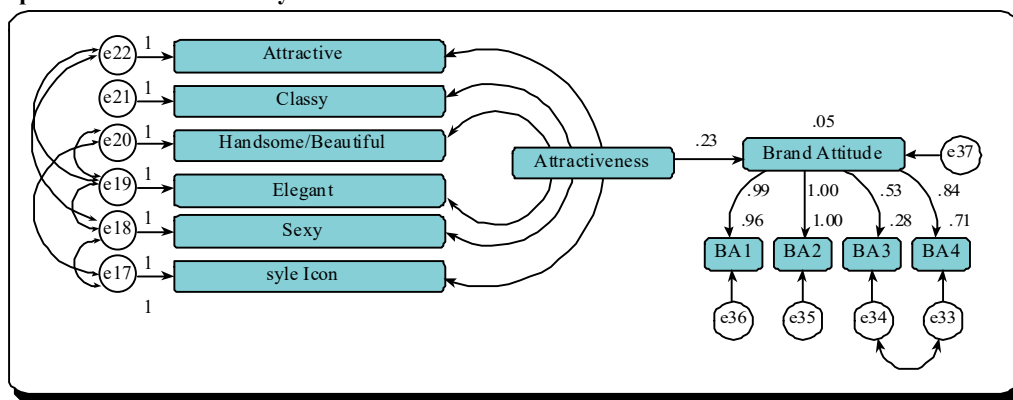 e22 1 Attractive
e21 1 Classy
e20 1 Handsome/Beautiful
e19 1 Elegant
e18 1 Sexy
e17 1 syle Icon
1
Attractiveness
.23
.05
Brand Attitude
e37
.99 1.00 .53 .84
.96 1.00 .28 .71
BA1 BA2 BA3 BA4
e36 e35 e34 e33